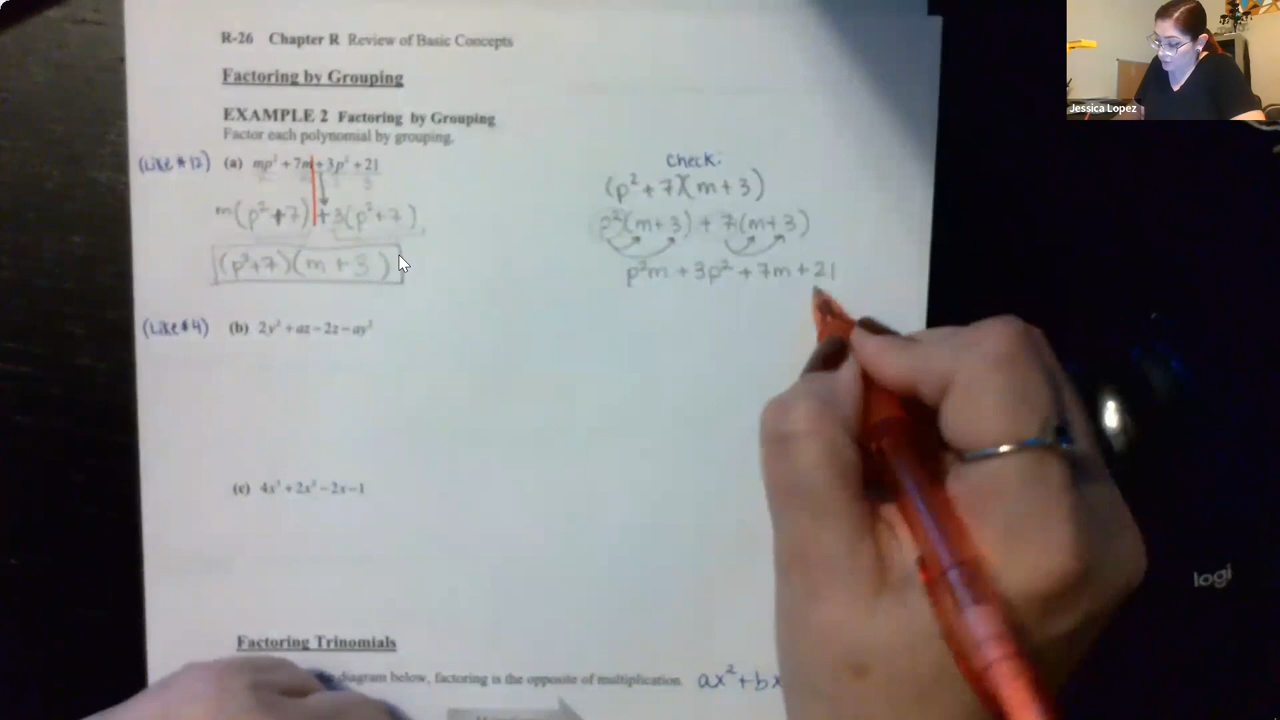 R-26 Chapter R Review of Basic Concepts
Factoring by Grouping
EXAMPLE 2 Factoring by Grouping
Factor each polynomial by grouping.
(Like #12) (a) mp² + 7m + 3p² + 21
m(p² + 7) + 3(p² + 7)
(p² + 7)(m + 3)
Check:
(p² + 7)(m + 3)
p²(m + 3) + 7(m + 3)
p²m + 3p² + 7m + 21
(Like #4) (b) 2y² + az − 2z − ay²
(c) 4x³ + 2x² − 2x − 1
Factoring Trinomials
diagram below, factoring is the opposite of multiplication. ax² + bx
Jessica Lopez
logi